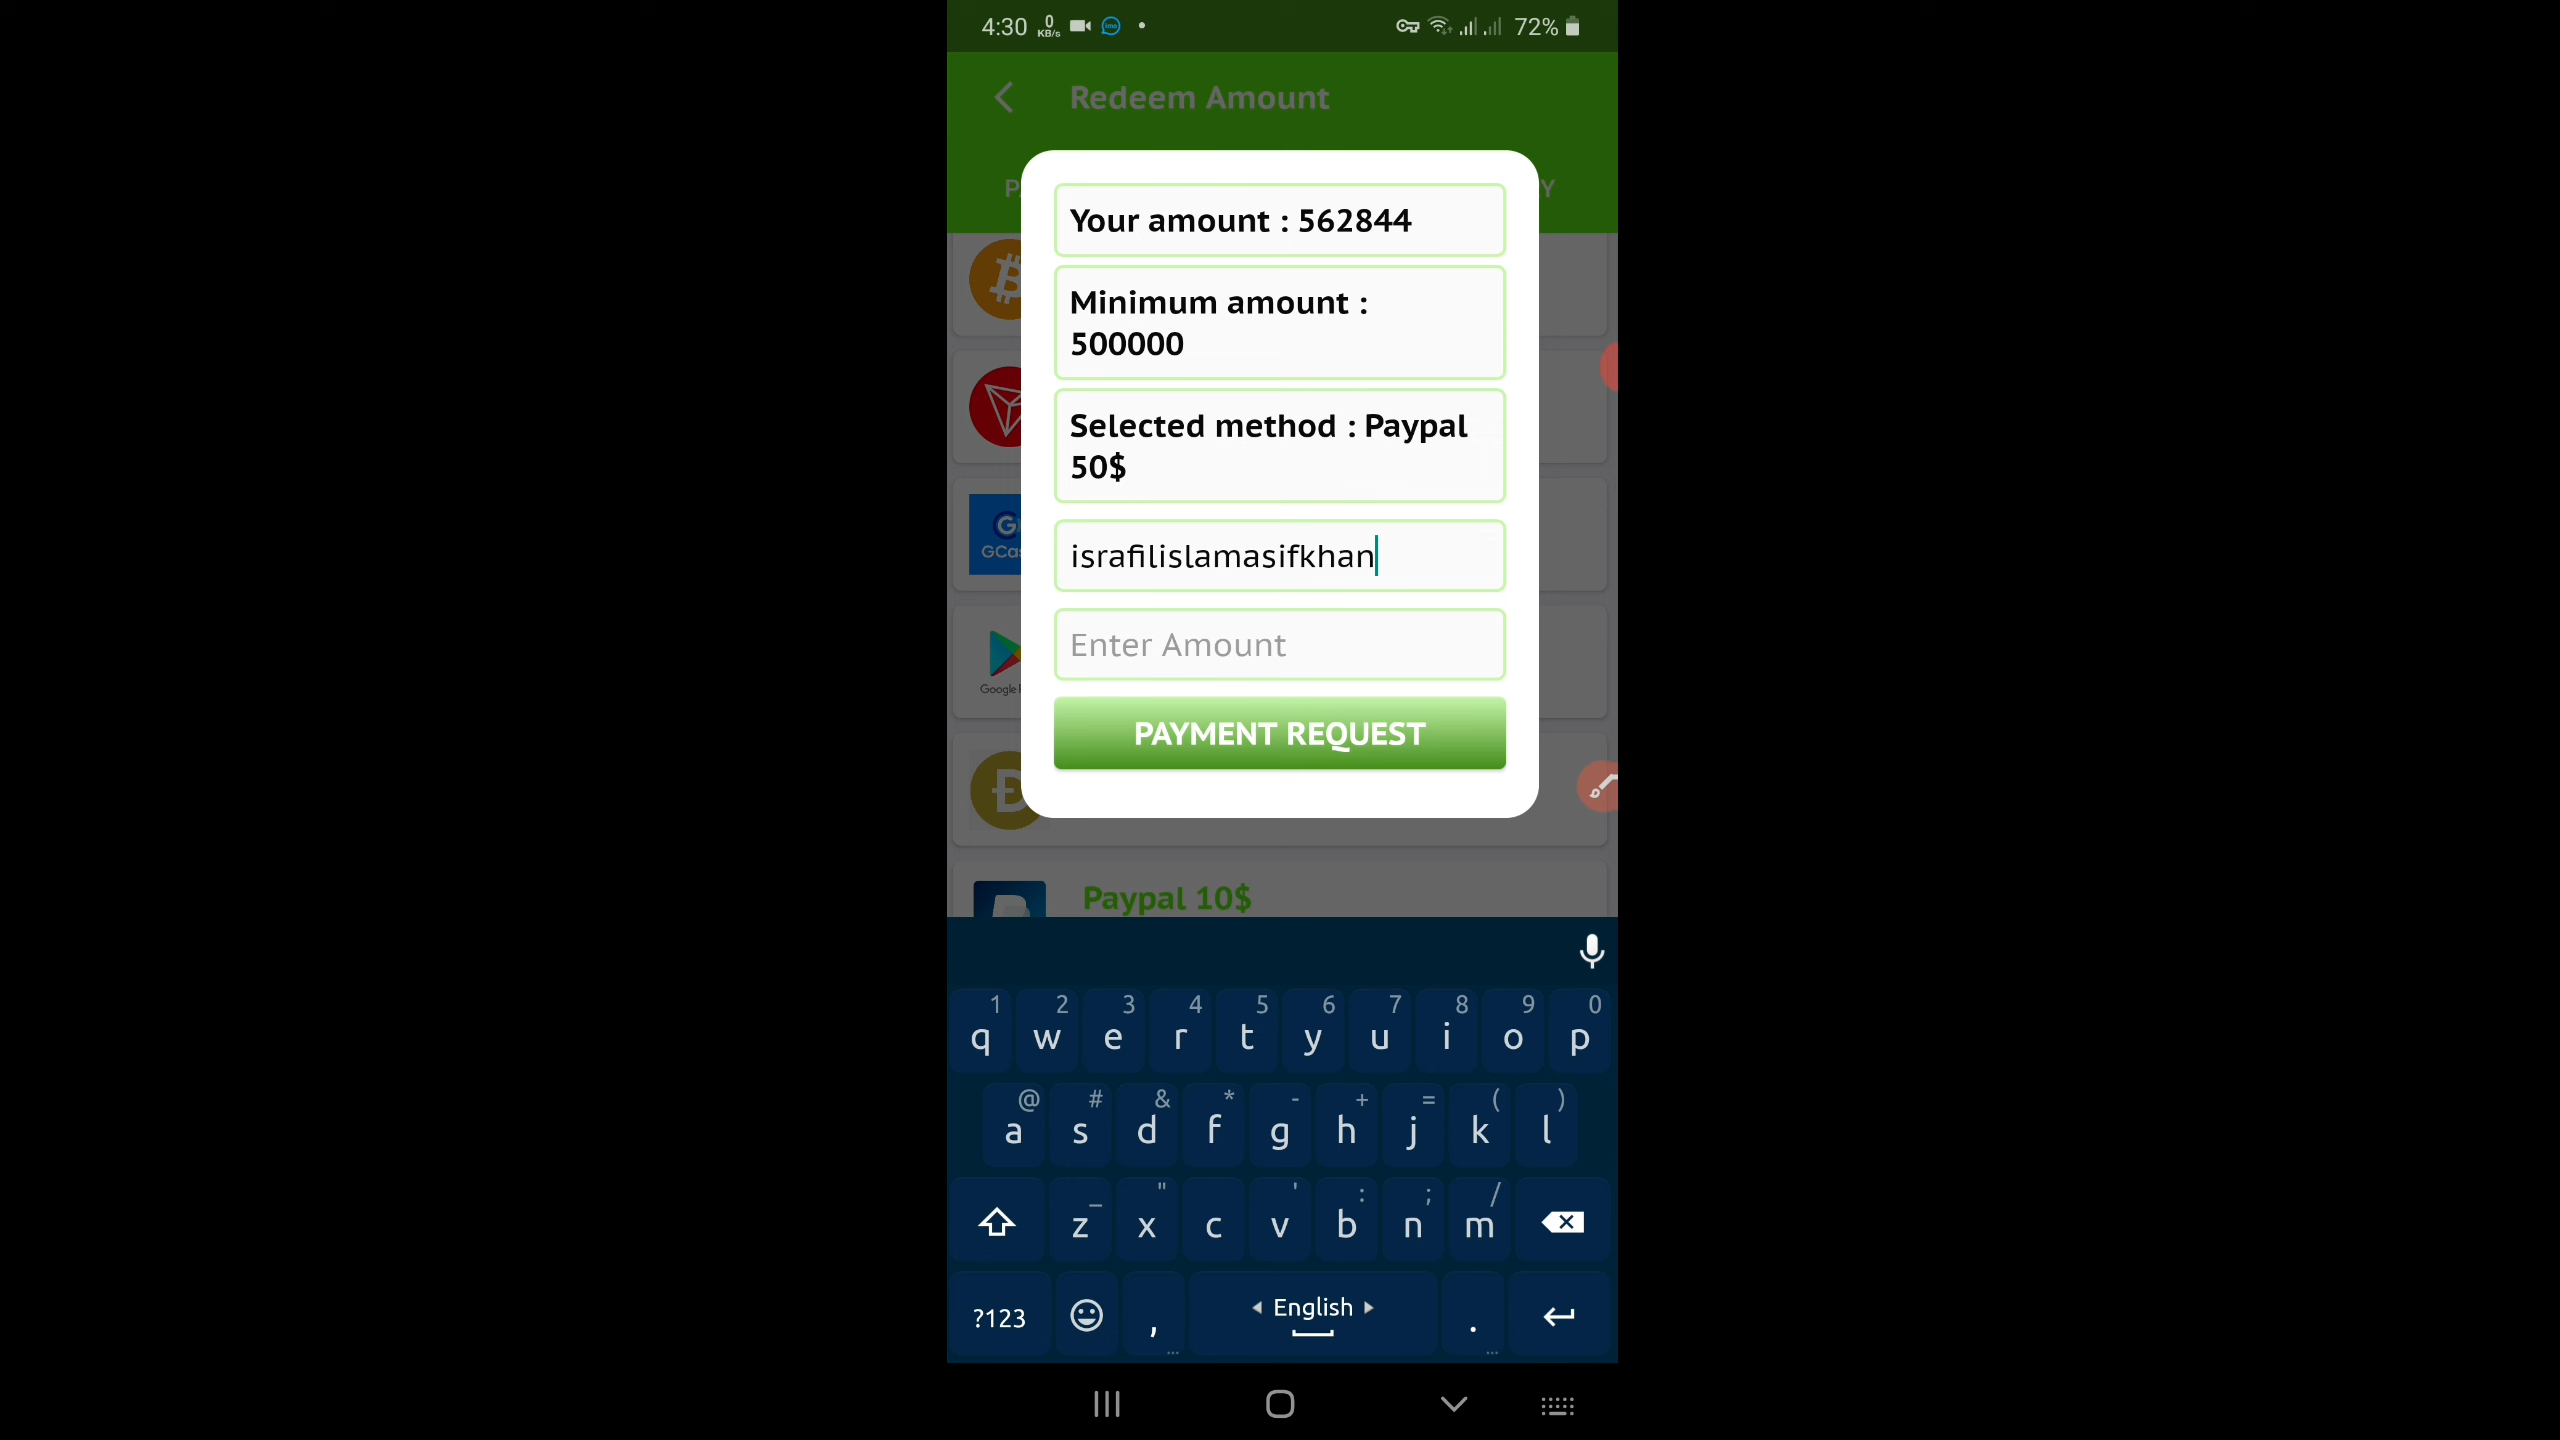 4:30 0 KB/s imo 72%
Redeem Amount
P Y
Your amount : 562844
Minimum amount :
500000
Selected method : Paypal
50$
israfilislamasifkhan
Enter Amount
PAYMENT REQUEST
Paypal 10$
1 2 3 4 5 6 7 8 9 0
q w e r t y u i o p
@ # & * - + = ( )
a s d f g h j k l
_ " ' : ; /
z x c v b n m
?123 , English .